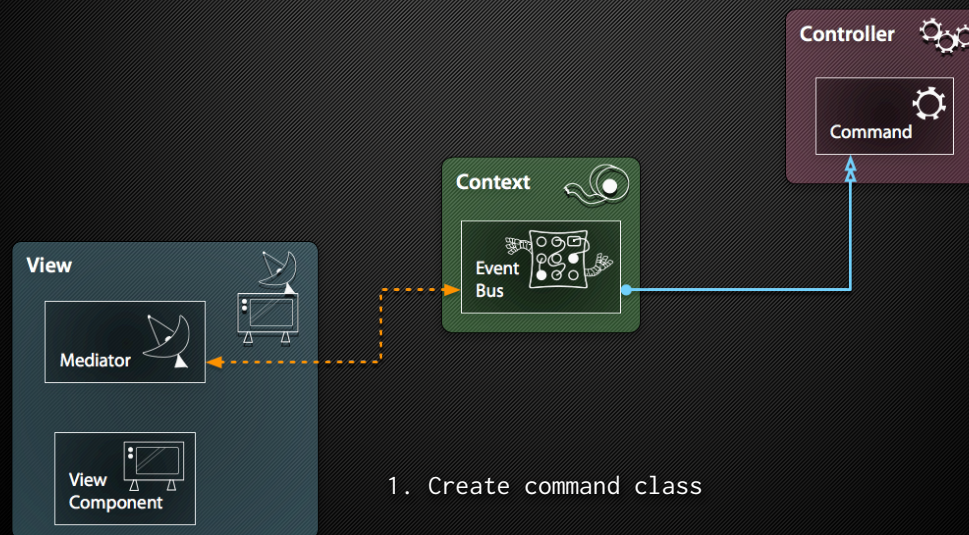 Controller
Command
Context
Event
Bus
View
Mediator
View
Component
1. Create command class